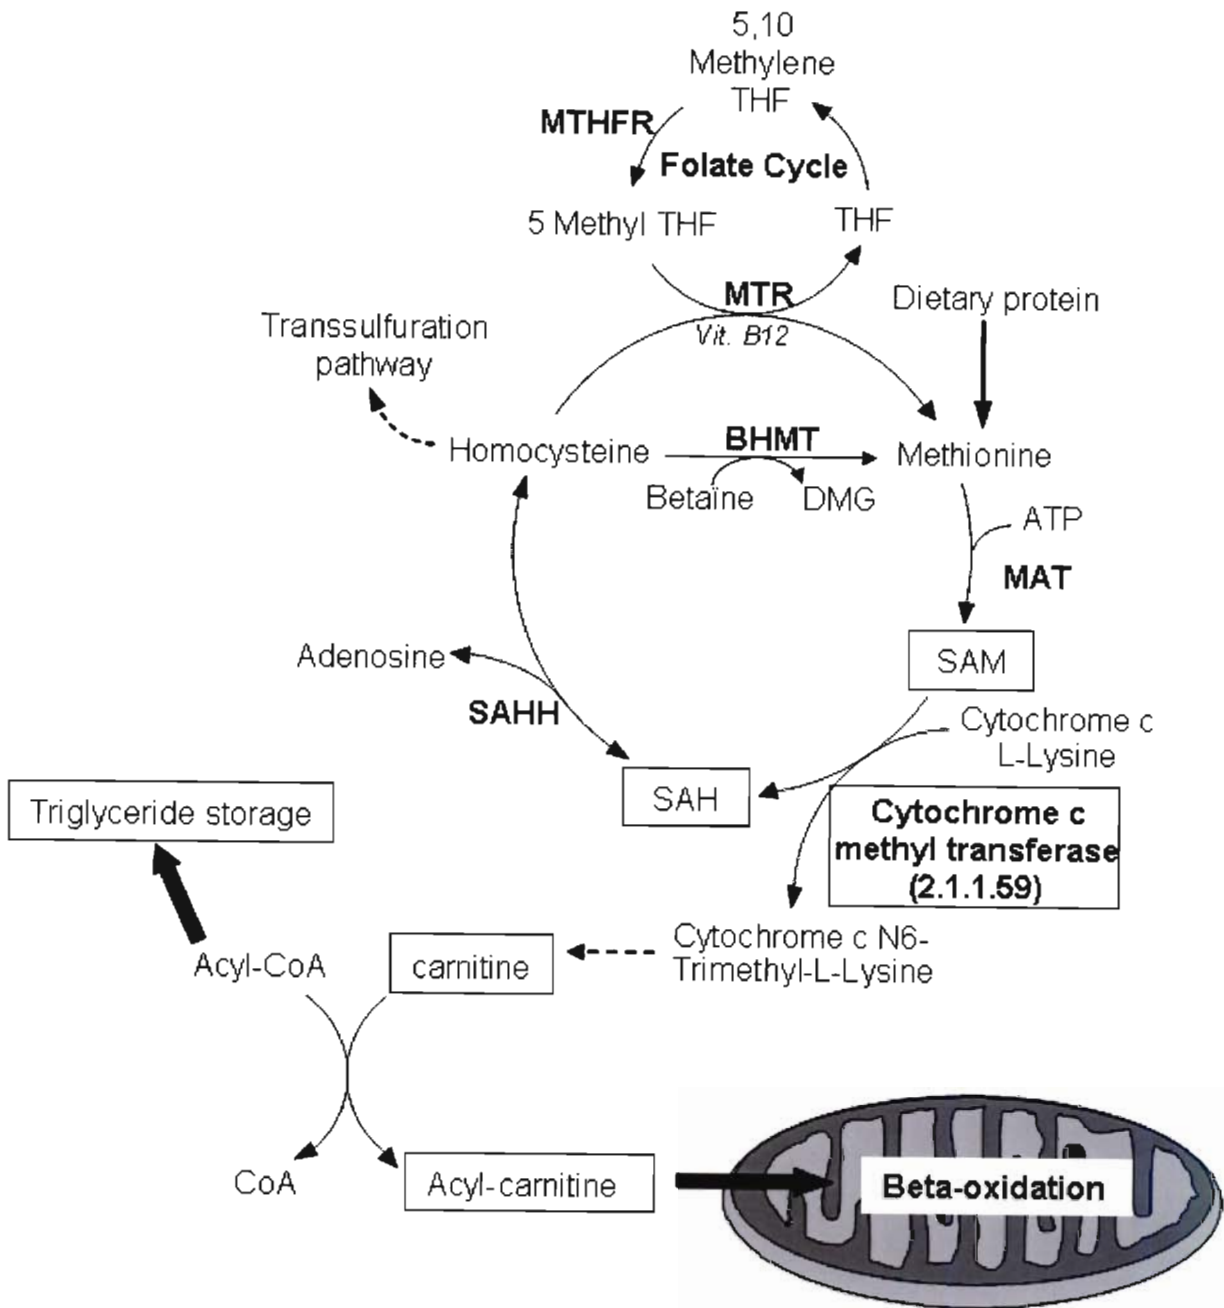 5,10
Methylene
THF
MTHFR
Folate Cycle
5 Methyl THF
THF
MTR
Vit. B12
Dietary protein
Transsulfuration
pathway
Homocysteine
BHMT
Methionine
Betaïne
DMG
ATP
MAT
Adenosine
SAM
SAHH
Cytochrome c
L-Lysine
SAH
Triglyceride storage
Cytochrome c
methyl transferase
(2.1.1.59)
Acyl-CoA
carnitine
Cytochrome c N6-
Trimethyl-L-Lysine
CoA
Acyl-carnitine
Beta-oxidation